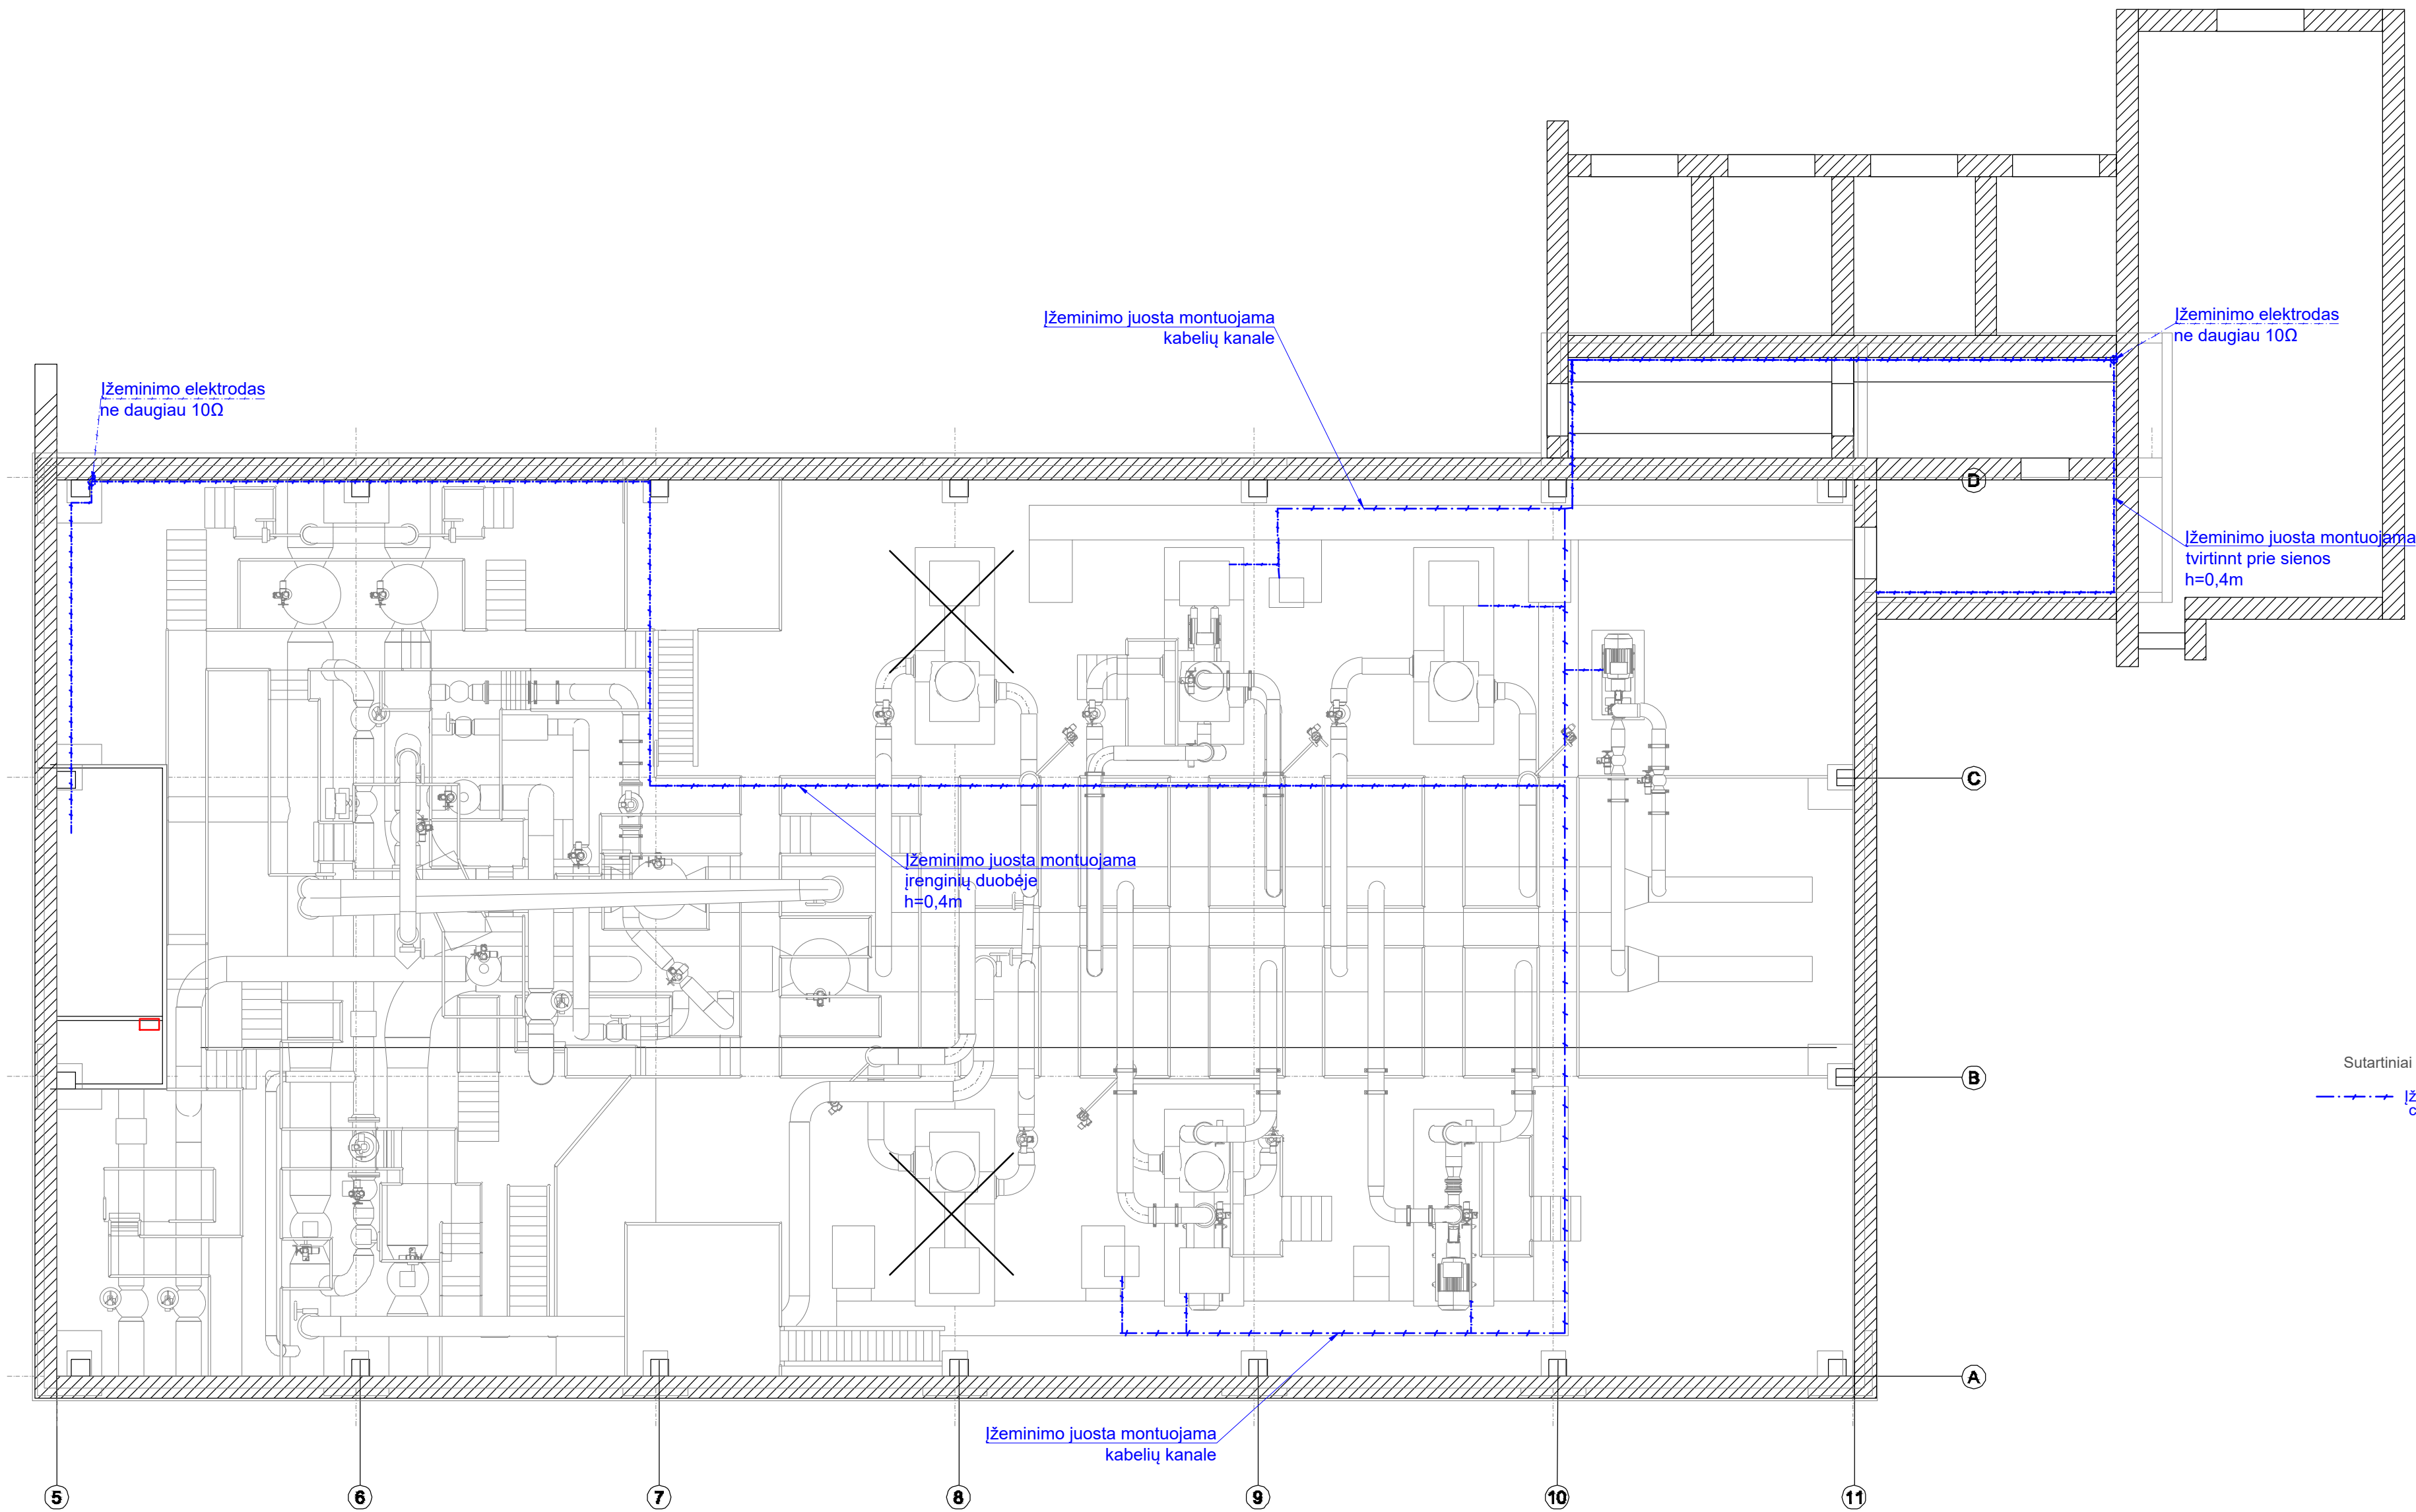 Įžeminimo juosta montuojama
kabelių kanale
Įžeminimo elektrodas
ne daugiau 10Ω
Įžeminimo elektrodas
ne daugiau 10Ω
D
Įžeminimo juosta montuojama
tvirtinnt prie sienos
h=0,4m
C
Įžeminimo juosta montuojama
įrenginių duobėje
h=0,4m
Sutartiniai
B
A
Įžeminimo juosta montuojama
kabelių kanale
5
6
7
8
9
10
11